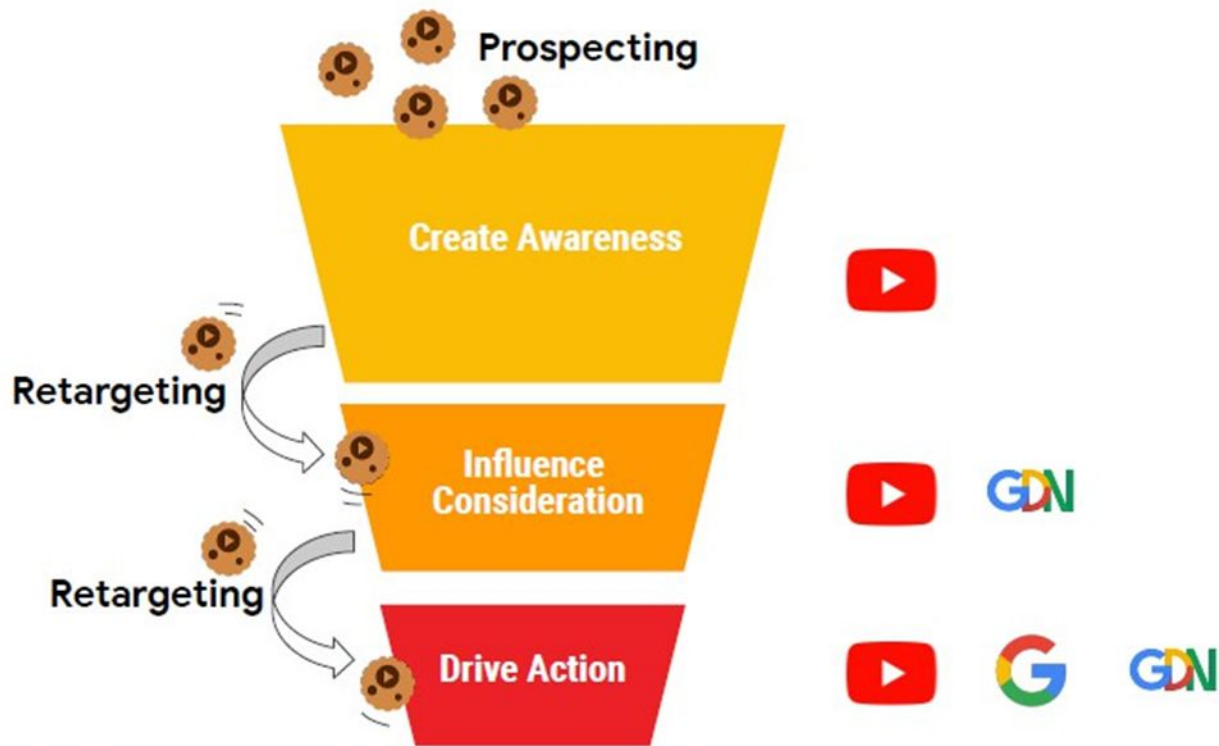 Prospecting
Create Awareness
Retargeting
Influence
Consideration
GDN
Retargeting
Drive Action
G
GDN